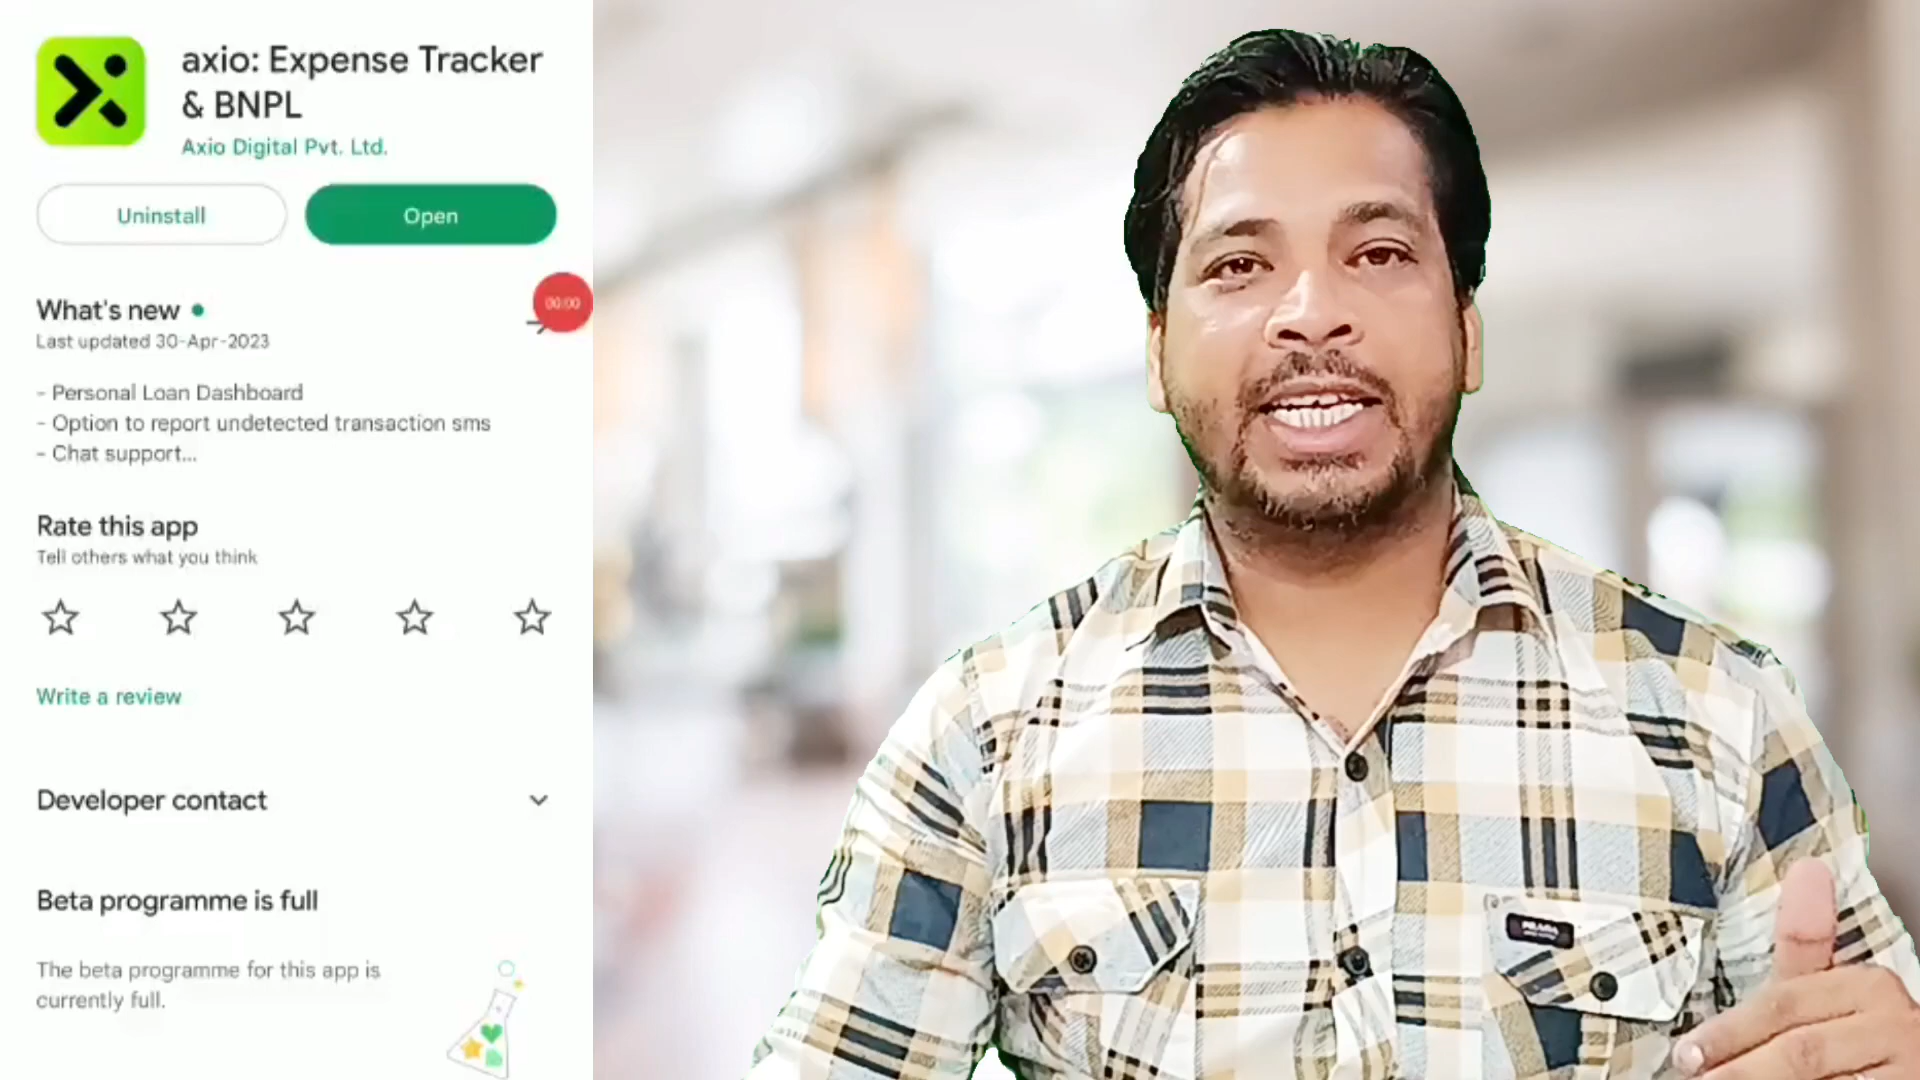 axio: Expense Tracker
& BNPL
Axio Digital Pvt. Ltd.
Uninstall
Open
What's new
00:00
Last updated 30-Apr-2023
- Personal Loan Dashboard
- Option to report undetected transaction sms
- Chat support...
Rate this app
Tell others what you think
Write a review
Developer contact
Beta programme is full
The beta programme for this app is
currently full.